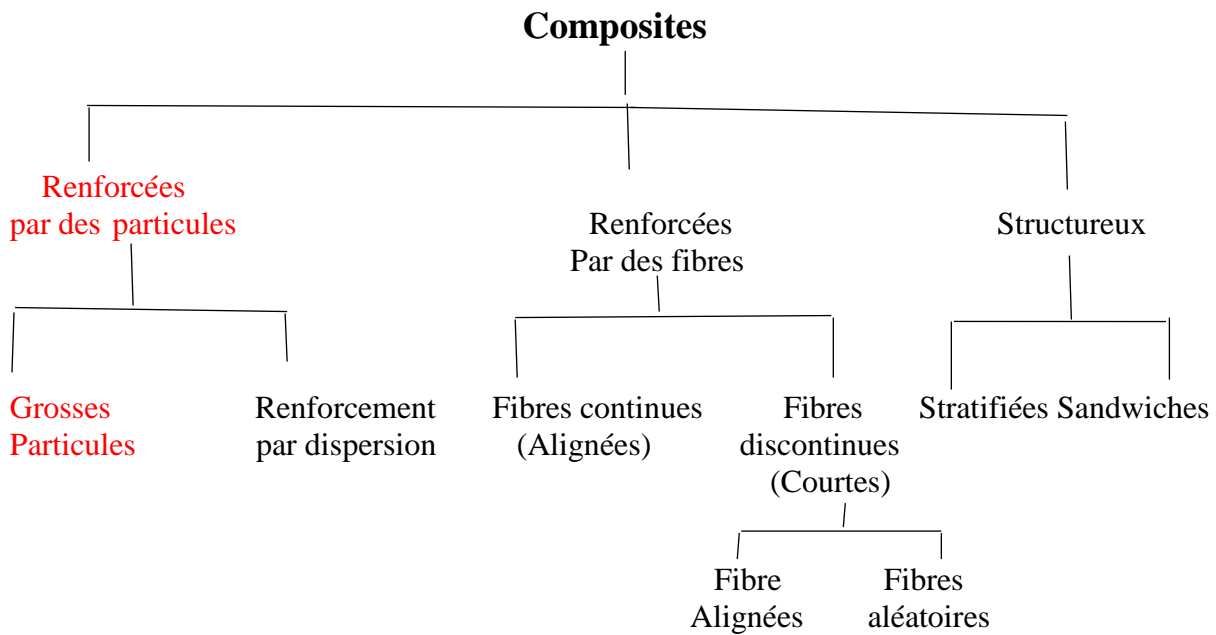 Composites
Renforcées
par des particules
Renforcées
Par des fibres
Structureux
Grosses
Particules
Renforcement
par dispersion
Fibres continues
(Alignées)
Fibres
discontinues
(Courtes)
Stratifiées Sandwiches
Fibre
Alignées
Fibres
aléatoires